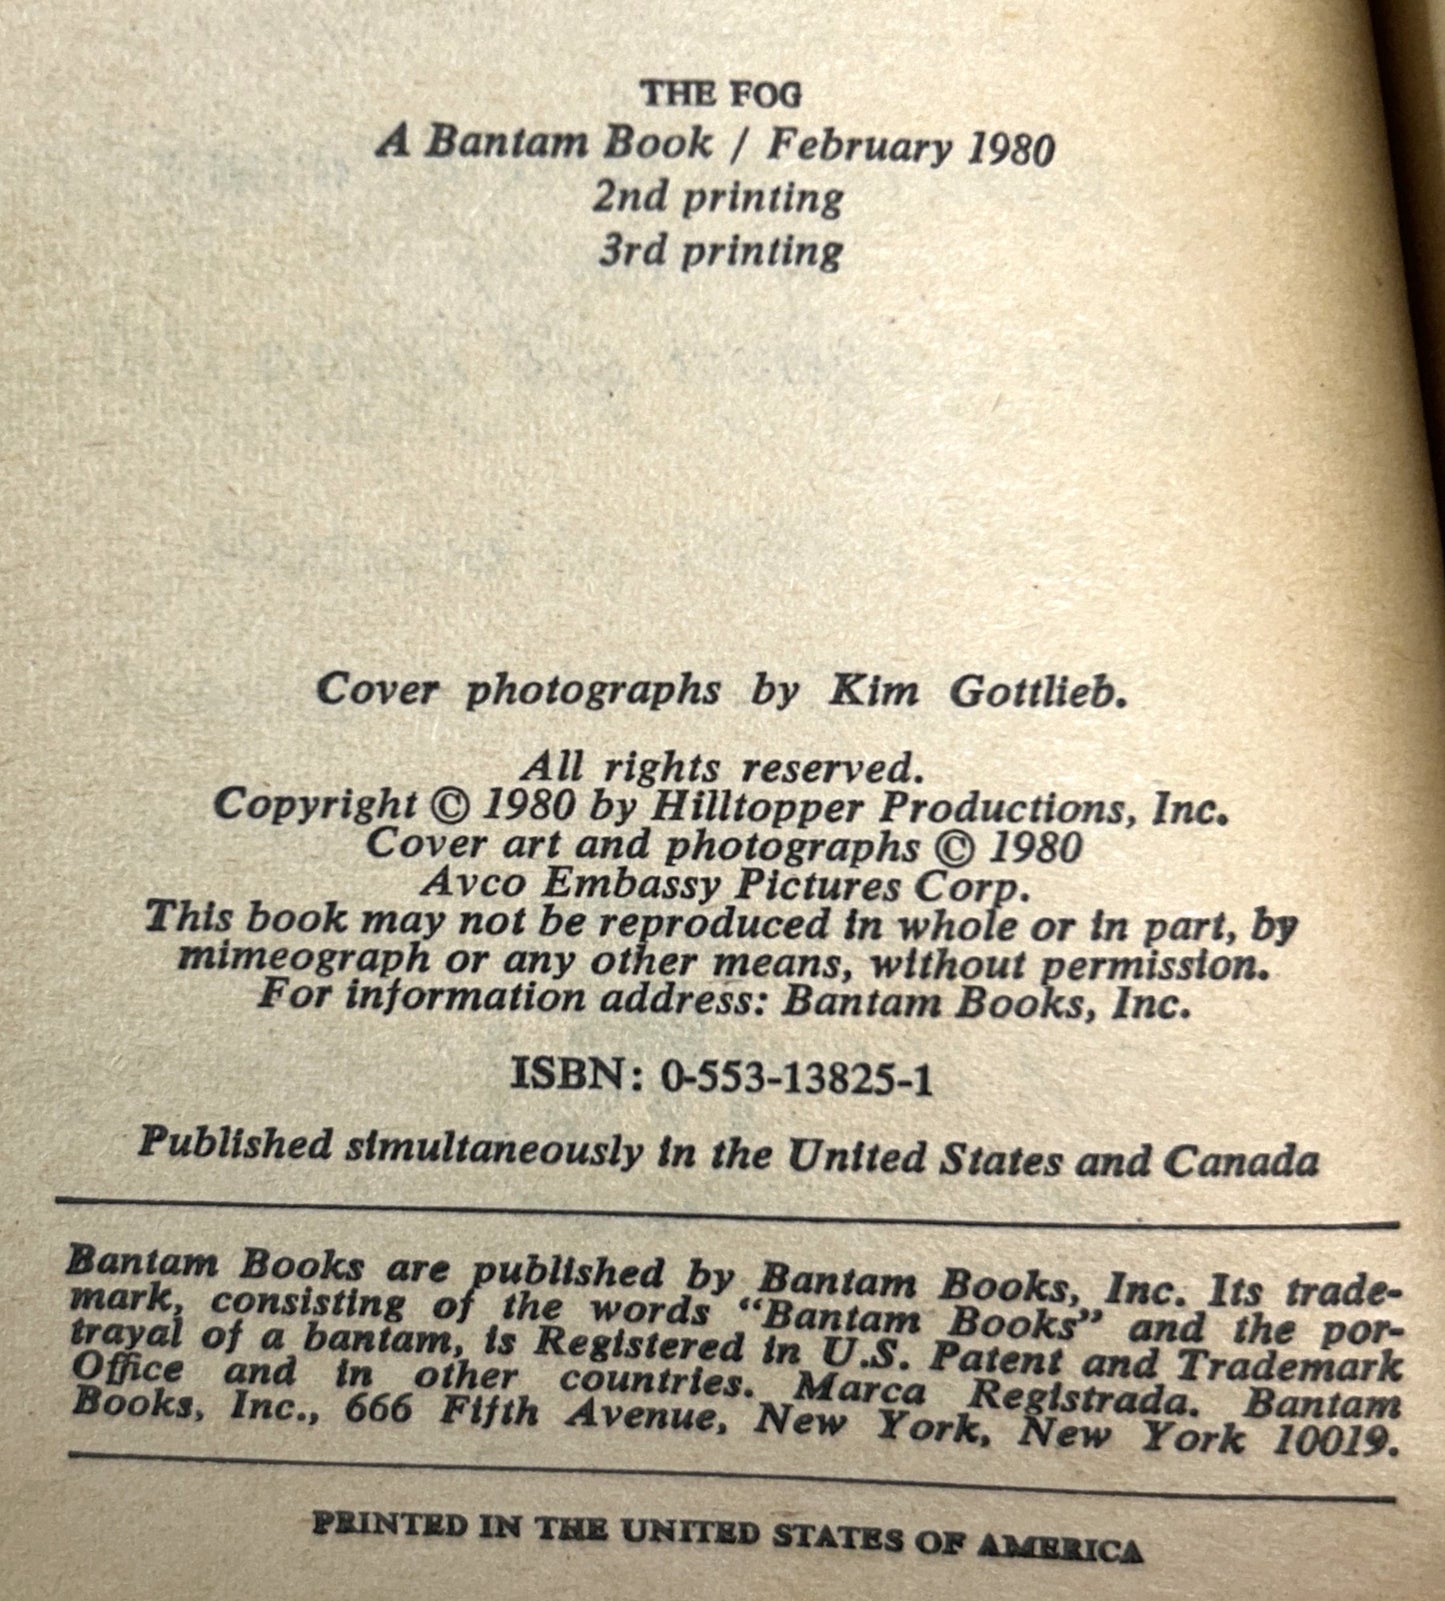 THE FOG
A Bantam Book / February 1980
2nd printing
3rd printing
Cover photographs by Kim Gottlieb.
All rights reserved.
Copyright © 1980 by Hilltopper Productions, Inc.
Cover art and photographs © 1980
Avco Embassy Pictures Corp.
This book may not be reproduced in whole or in part, by
mimeograph or any other means, without permission.
For information address: Bantam Books, Inc.
ISBN: 0-553-13825-1
Published simultaneously in the United States and Canada
Bantam Books are published by Bantam Books, Inc. Its trade-
mark, consisting of the words “Bantam Books” and the por-
trayal of a bantam, is Registered in U.S. Patent and Trademark
Office and in other countries. Marca Registrada. Bantam
Books, Inc., 666 Fifth Avenue, New York, New York 10019.
PRINTED IN THE UNITED STATES OF AMERICA